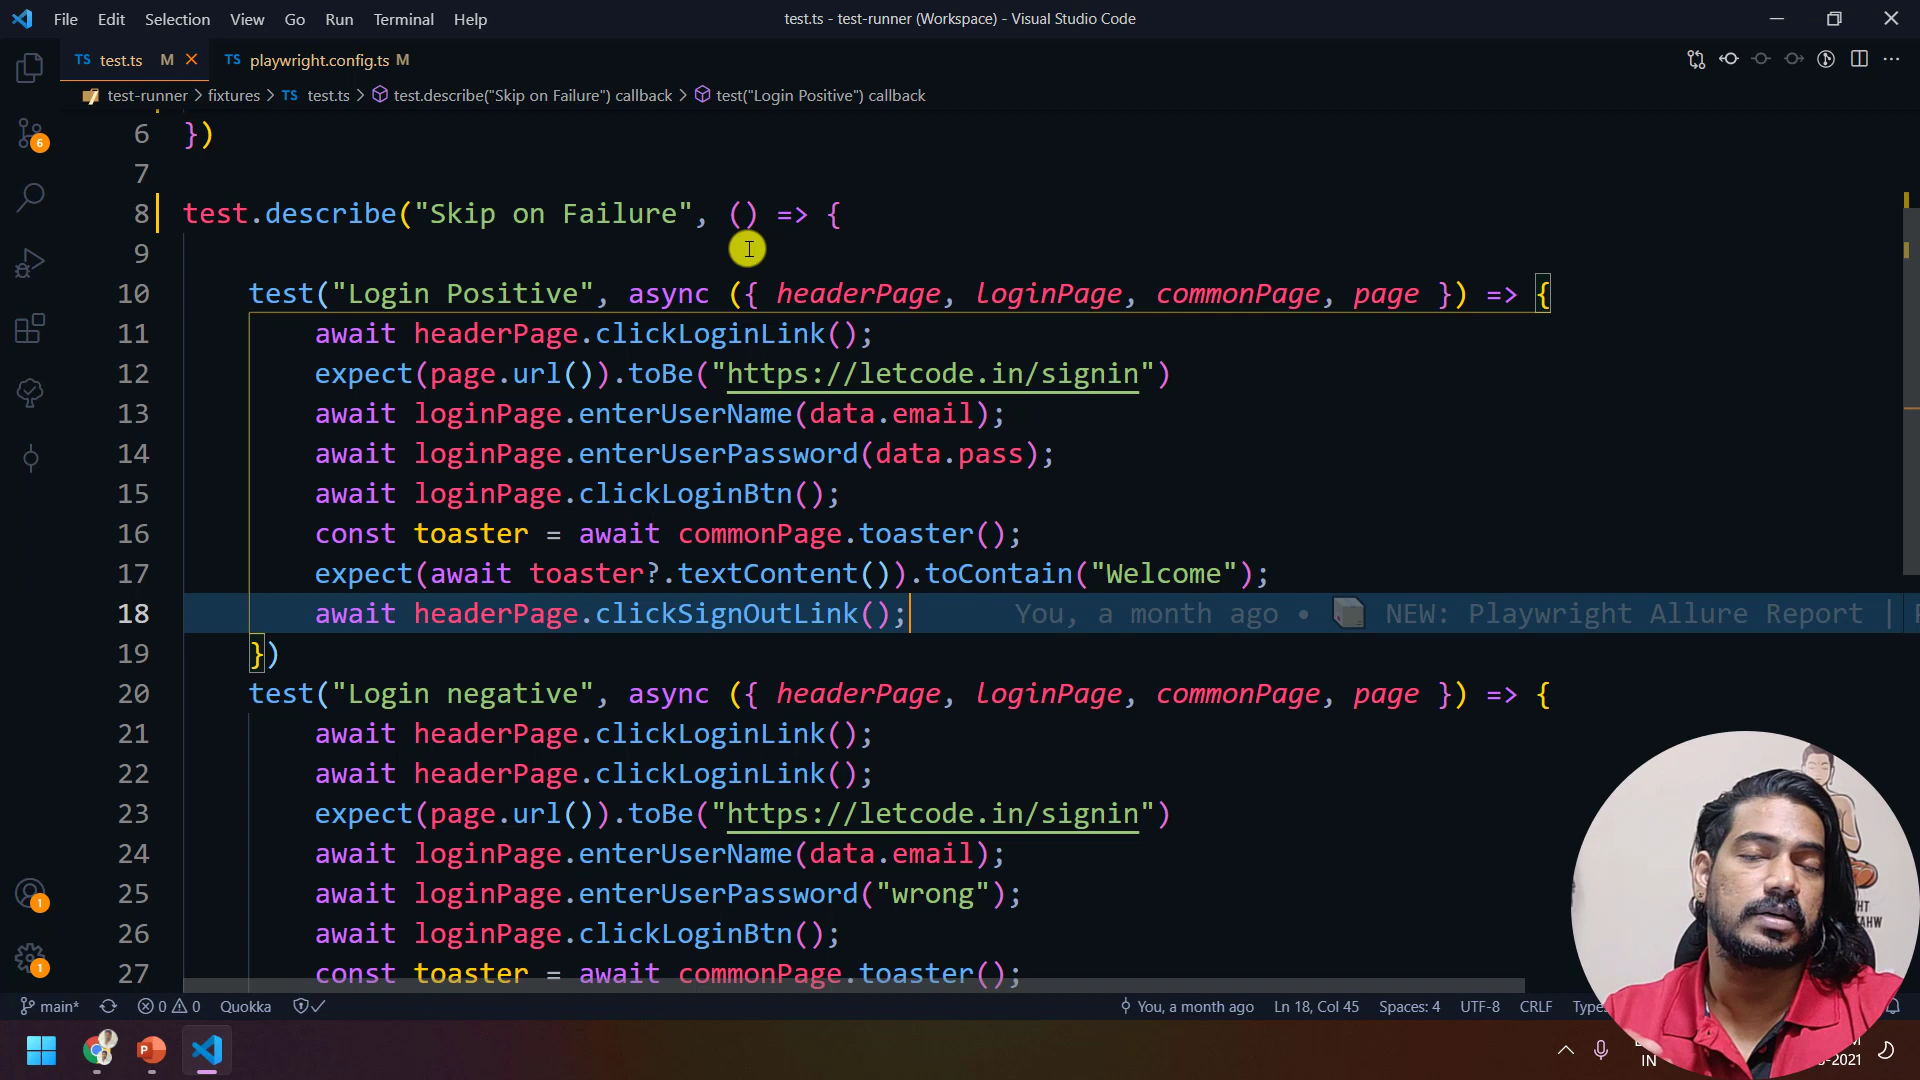 File Edit Selection View Go Run Terminal Help
test.ts - test-runner (Workspace) - Visual Studio Code
TS test.ts M
TS playwright.config.ts M
test-runner > fixtures > TS test.ts > test.describe("Skip on Failure") callback > test("Login Positive") callback
6 })
7
8 test.describe("Skip on Failure", () => {
9
10 test("Login Positive", async ({ headerPage, loginPage, commonPage, page }) => {
11 await headerPage.clickLoginLink();
12 expect(page.url()).toBe("https://letcode.in/signin")
13 await loginPage.enterUserName(data.email);
14 await loginPage.enterUserPassword(data.pass);
15 await loginPage.clickLoginBtn();
16 const toaster = await commonPage.toaster();
17 expect(await toaster?.textContent()).toContain("Welcome");
18 await headerPage.clickSignOutLink(); You, a month ago • NEW: Playwright Allure Report |
19 })
20 test("Login negative", async ({ headerPage, loginPage, commonPage, page }) => {
21 await headerPage.clickLoginLink();
22 await headerPage.clickLoginLink();
23 expect(page.url()).toBe("https://letcode.in/signin")
24 await loginPage.enterUserName(data.email);
25 await loginPage.enterUserPassword("wrong");
26 await loginPage.clickLoginBtn();
27 const toaster = await commonPage.toaster();
6
1
1
main* 0 0 Quokka
You, a month ago Ln 18, Col 45 Spaces: 4 UTF-8 CRLF
IN
-2021